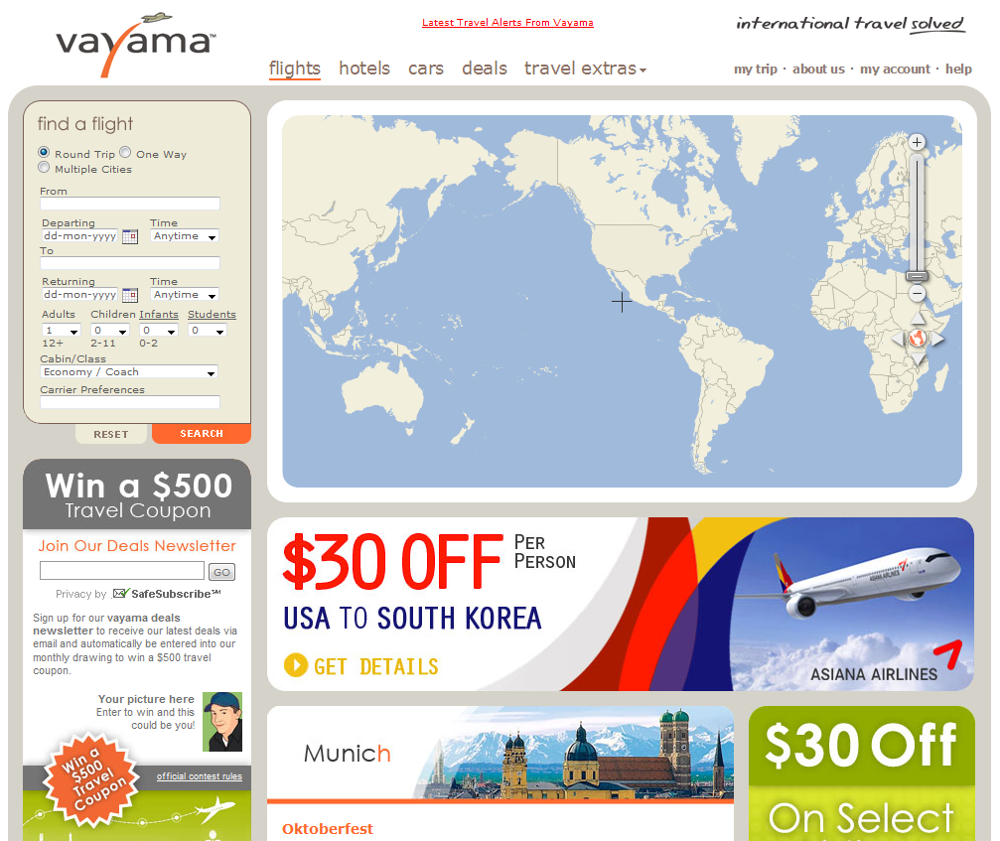 vayama™
Latest Travel Alerts From Vayama
international travel solved
flights hotels cars deals travel extras
my trip · about us · my account · help
find a flight
Round Trip One Way
Multiple Cities
From
Departing Time
dd-mon-yyyy Anytime
To
Returning Time
dd-mon-yyyy Anytime
Adults Children Infants Students
1 0 0 0
12+ 2-11 0-2
Cabin/Class
Economy / Coach
Carrier Preferences
RESET SEARCH
Win a $500
Travel Coupon
Join Our Deals Newsletter
GO
Privacy by SafeSubscribe℠
Sign up for our vayama deals
newsletter to receive our latest deals via
email and automatically be entered into our
monthly drawing to win a $500 travel
coupon.
Your picture here
Enter to win and this
could be you!
Win a
$500
Travel
Coupon
official contest rules
$30 OFF PER
PERSON
USA TO SOUTH KOREA
GET DETAILS
ASIANA AIRLINES
ASIANA AIRLINES
Munich
Oktoberfest
$30 Off
On Select